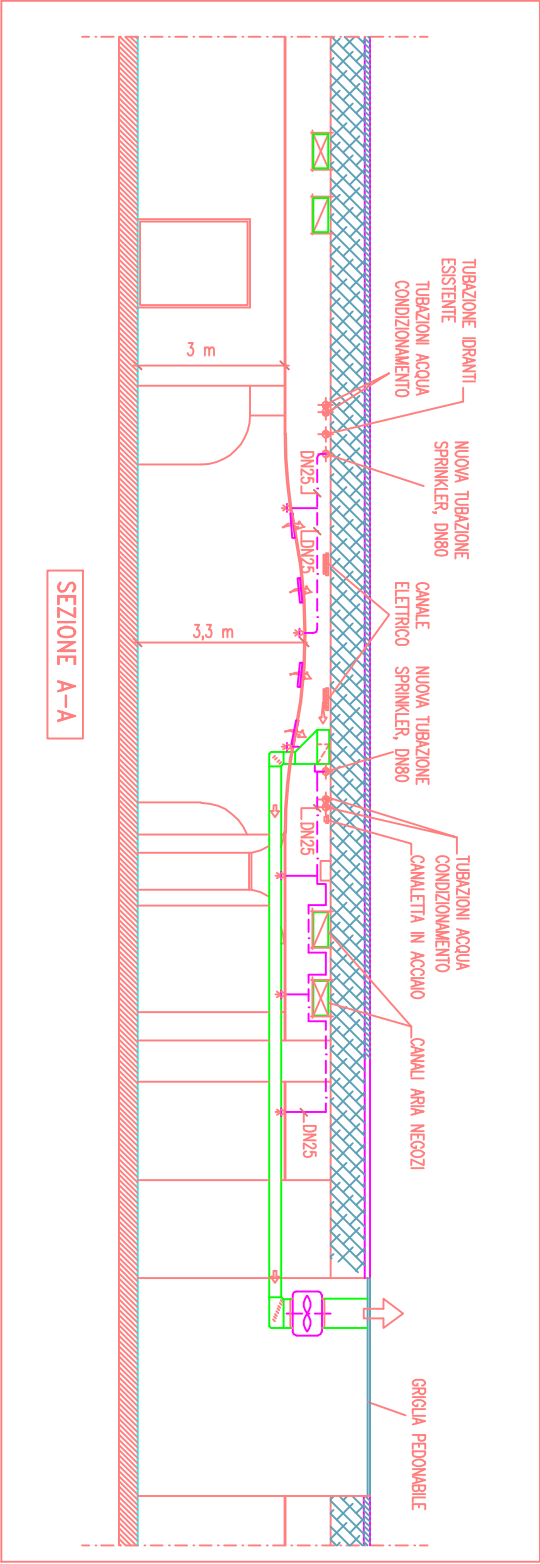 TUBAZIONE IDRANTI
ESISTENTE
TUBAZIONI ACQUA
CONDIZIONAMENTO
NUOVA TUBAZIONE
SPRINKLER, DN80
CANALE
ELETTRICO
NUOVA TUBAZIONE
SPRINKLER, DN80
TUBAZIONI ACQUA
CONDIZIONAMENTO
CANALETTA IN ACCIAIO
CANALI ARIA NEGOZI
GRIGLIA PEDONABILE
DN25
DN25
DN25
DN25
3 m
3,3 m
SEZIONE A-A